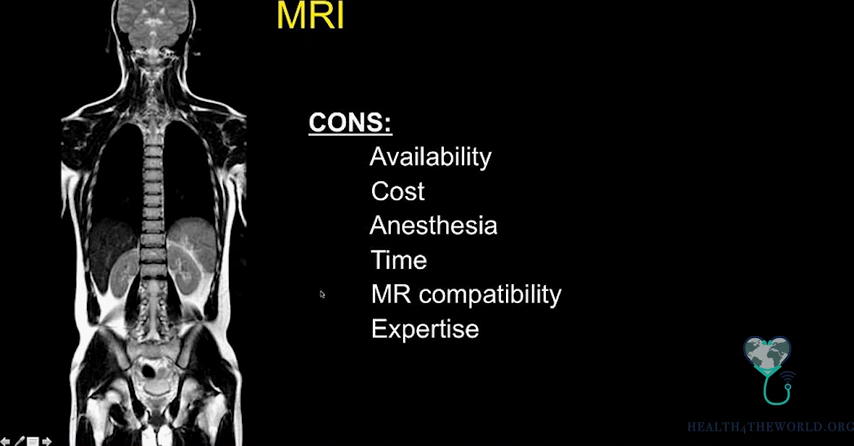 MRI
CONS:
Availability
Cost
Anesthesia
Time
MR compatibility
Expertise
HEALTH4THEWORLD.ORG